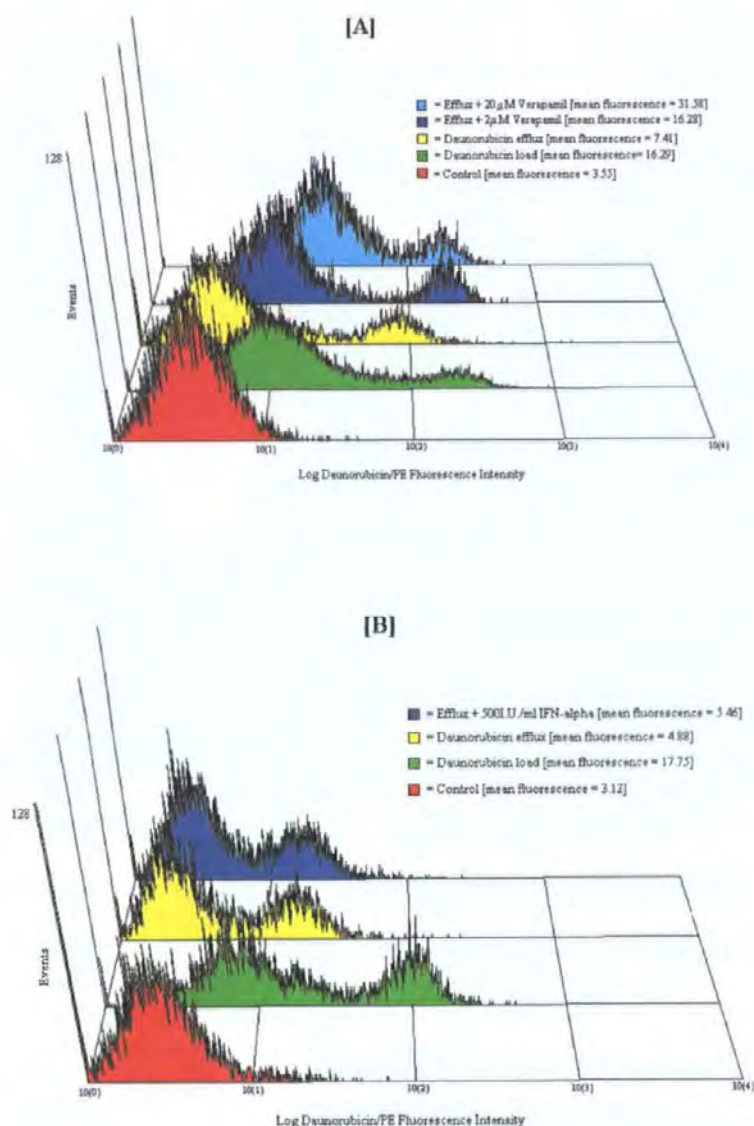 [A]
= Efflux + 20µM Verapamil [mean fluorescence = 31.58]
= Efflux + 2µM Verapamil [mean fluorescence = 16.28]
= Daunorubicin efflux [mean fluorescence = 7.41]
= Daunorubicin load [mean fluorescence= 16.29]
= Control [mean fluorescence = 3.55]
128
Events
10(0) 10(1) 10(2) 10(3) 10(4)
Log Daunorubicin/PE Fluorescence Intensity
[B]
= Efflux + 500I.U./ml IFN-alpha [mean fluorescence = 5.46]
= Daunorubicin efflux [mean fluorescence = 4.88]
= Daunorubicin load [mean fluorescence = 17.75]
= Control [mean fluorescence = 3.12]
128
Events
10(0) 10(1) 10(2) 10(3) 10(4)
Log Daunorubicin/PE Fluorescence Intensity